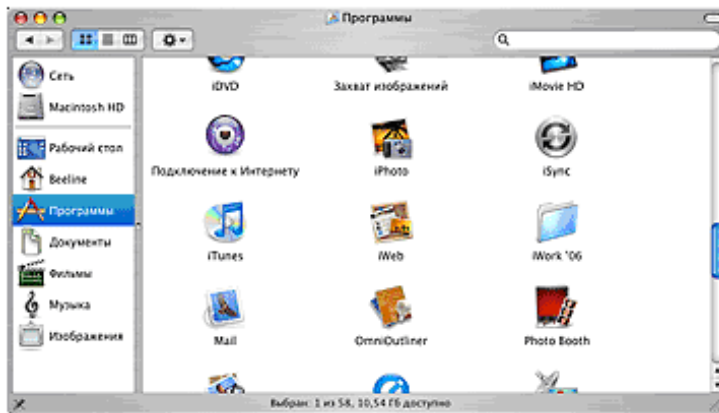 Программы
Сеть
Macintosh HD
Рабочий стол
Beeline
Программы
Документы
Фильмы
Музыка
Изображения
iDVD
Захват изображений
iMovie HD
Подключение к Интернету
iPhoto
iSync
iTunes
iWeb
iWork '06
Mail
OmniOutliner
Photo Booth
Выбран: 1 из 58, 10,54 ГБ доступно